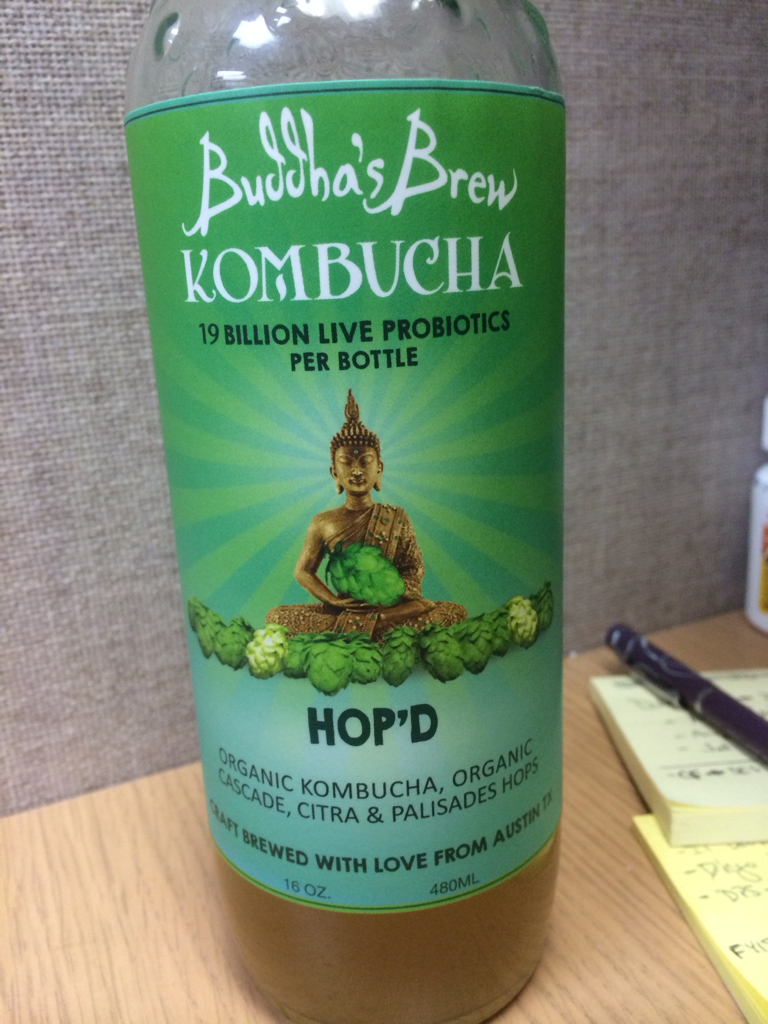 Buddha's Brew
KOMBUCHA
19 BILLION LIVE PROBIOTICS
PER BOTTLE
HOP'D
ORGANIC KOMBUCHA, ORGANIC
CASCADE, CITRA & PALISADES HOPS
CRAFT BREWED WITH LOVE FROM AUSTIN TX
16 OZ. 480ML